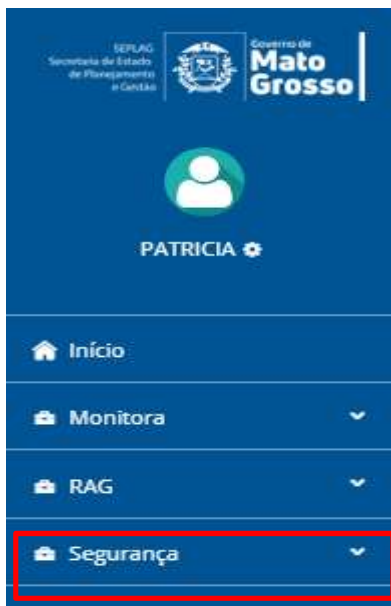 SEPLAG
Secretaria de Estado
de Planejamento
e Gestão
Governo de
Mato
Grosso
PATRICIA
Início
Monitora
RAG
Segurança